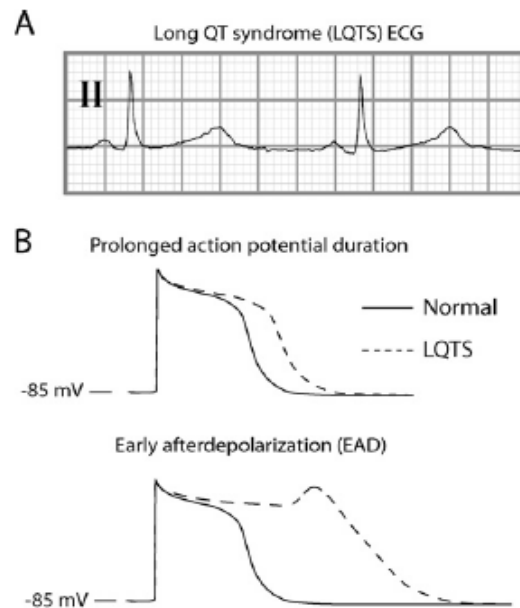 A
Long QT syndrome (LQTS) ECG
II
B
Prolonged action potential duration
Normal
LQTS
-85 mV
Early afterdepolarization (EAD)
-85 mV